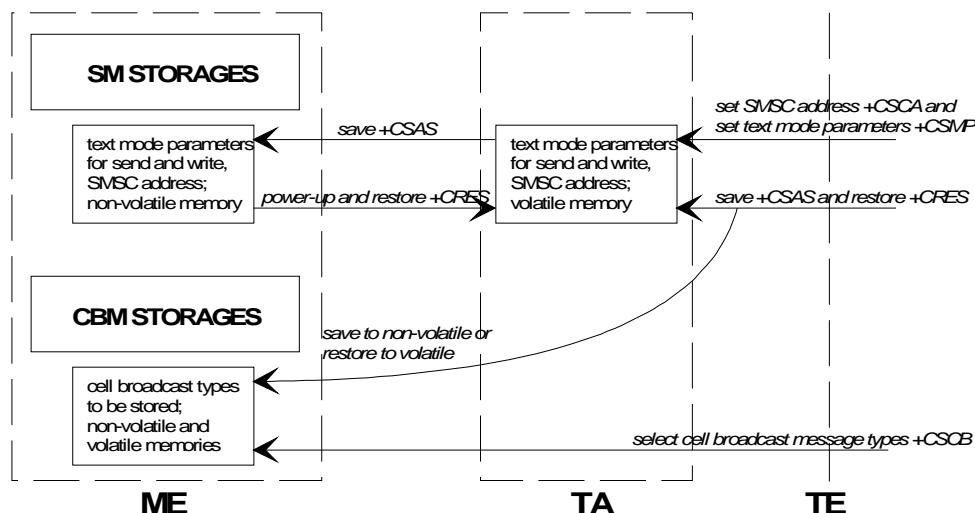 SM STORAGES
set SMSC address +CSCA and
set text mode parameters +CSMP
save +CSAS
text mode parameters
for send and write,
SMSC address;
non-volatile memory
text mode parameters
for send and write,
SMSC address;
volatile memory
power-up and restore +CRES
save +CSAS and restore +CRES
CBM STORAGES
save to non-volatile or
restore to volatile
cell broadcast types
to be stored;
non-volatile and
volatile memories
select cell broadcast message types +CSCB
ME
TA
TE